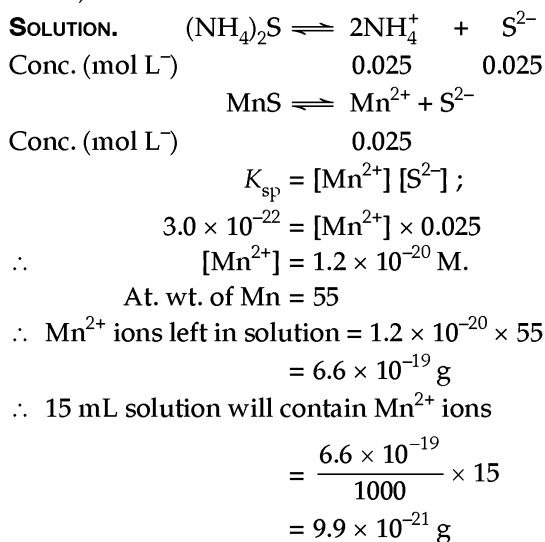 SOLUTION. (NH₄)₂S ⇌ 2NH₄⁺ + S²⁻
Conc. (mol L⁻) 0.025 0.025
MnS ⇌ Mn²⁺ + S²⁻
Conc. (mol L⁻) 0.025
Kₛₚ = [Mn²⁺] [S²⁻] ;
3.0 × 10⁻²² = [Mn²⁺] × 0.025
∴ [Mn²⁺] = 1.2 × 10⁻²⁰ M.
At. wt. of Mn = 55
∴ Mn²⁺ ions left in solution = 1.2 × 10⁻²⁰ × 55
= 6.6 × 10⁻¹⁹ g
∴ 15 mL solution will contain Mn²⁺ ions
= 6.6 × 10⁻¹⁹ / 1000 × 15
= 9.9 × 10⁻²¹ g